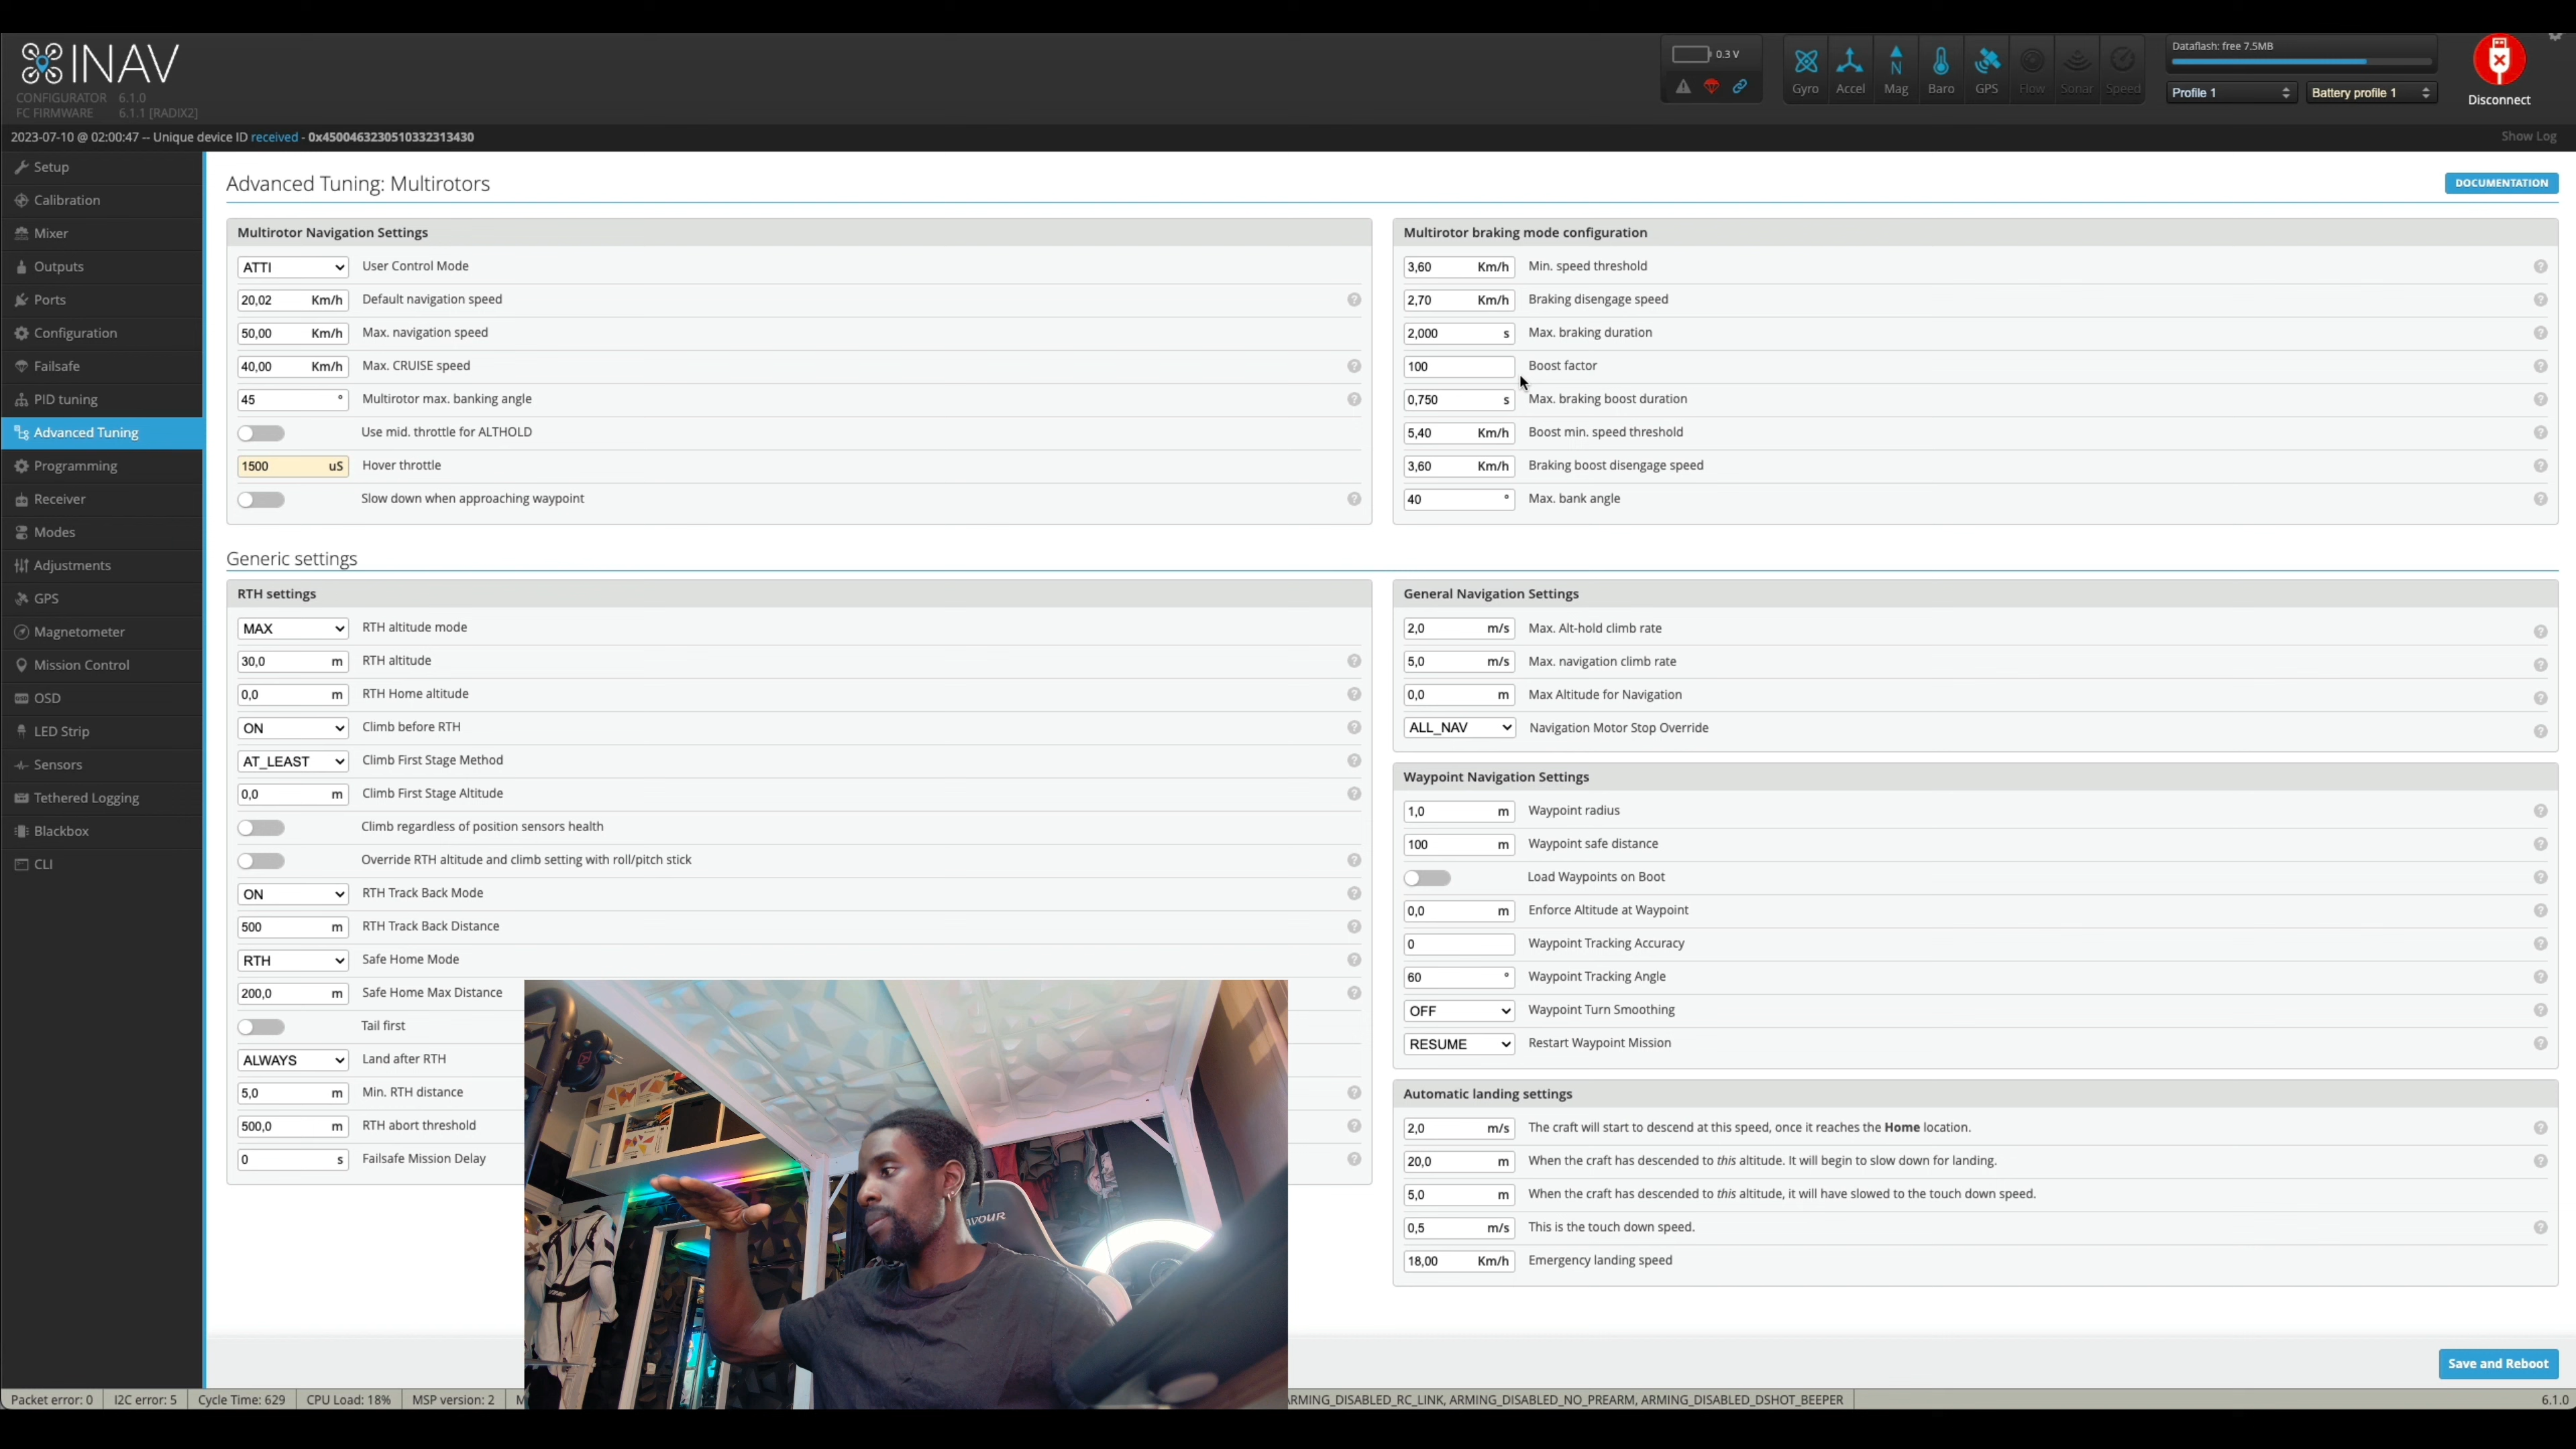 INAV
CONFIGURATOR 6.1.0
FC FIRMWARE 6.1.1 [RADIX2]
0.3 V
Gyro
Accel
Mag
Baro
GPS
Flow
Sonar
Speed
Dataflash: free 7.5MB
Profile 1
Battery profile 1
Disconnect
2023-07-10 @ 02:00:47 -- Unique device ID received - 0x4500463230510332313430
Show Log
Setup
Calibration
Mixer
Outputs
Ports
Configuration
Failsafe
PID tuning
Advanced Tuning
Programming
Receiver
Modes
Adjustments
GPS
Magnetometer
Mission Control
OSD
LED Strip
Sensors
Tethered Logging
Blackbox
CLI
Advanced Tuning: Multirotors
DOCUMENTATION
Multirotor Navigation Settings
ATTI User Control Mode
20,02 Km/h Default navigation speed
50,00 Km/h Max. navigation speed
40,00 Km/h Max. CRUISE speed
45 ° Multirotor max. banking angle
Use mid. throttle for ALTHOLD
1500 uS Hover throttle
Slow down when approaching waypoint
Multirotor braking mode configuration
3,60 Km/h Min. speed threshold
2,70 Km/h Braking disengage speed
2,000 s Max. braking duration
100 Boost factor
0,750 s Max. braking boost duration
5,40 Km/h Boost min. speed threshold
3,60 Km/h Braking boost disengage speed
40 ° Max. bank angle
Generic settings
RTH settings
MAX RTH altitude mode
30,0 m RTH altitude
0,0 m RTH Home altitude
ON Climb before RTH
AT_LEAST Climb First Stage Method
0,0 m Climb First Stage Altitude
Climb regardless of position sensors health
Override RTH altitude and climb setting with roll/pitch stick
ON RTH Track Back Mode
500 m RTH Track Back Distance
RTH Safe Home Mode
200,0 m Safe Home Max Distance
Tail first
ALWAYS Land after RTH
5,0 m Min. RTH distance
500,0 m RTH abort threshold
0 s Failsafe Mission Delay
General Navigation Settings
2,0 m/s Max. Alt-hold climb rate
5,0 m/s Max. navigation climb rate
0,0 m Max Altitude for Navigation
ALL_NAV Navigation Motor Stop Override
Waypoint Navigation Settings
1,0 m Waypoint radius
100 m Waypoint safe distance
Load Waypoints on Boot
0,0 m Enforce Altitude at Waypoint
0 Waypoint Tracking Accuracy
60 ° Waypoint Tracking Angle
OFF Waypoint Turn Smoothing
RESUME Restart Waypoint Mission
Automatic landing settings
2,0 m/s The craft will start to descend at this speed, once it reaches the Home location.
20,0 m When the craft has descended to this altitude. It will begin to slow down for landing.
5,0 m When the craft has descended to this altitude, it will have slowed to the touch down speed.
0,5 m/s This is the touch down speed.
18,00 Km/h Emergency landing speed
Save and Reboot
Packet error: 0 I2C error: 5 Cycle Time: 629 CPU Load: 18% MSP version: 2 ARMING_DISABLED_RC_LINK, ARMING_DISABLED_NO_PREARM, ARMING_DISABLED_DSHOT_BEEPER 6.1.0